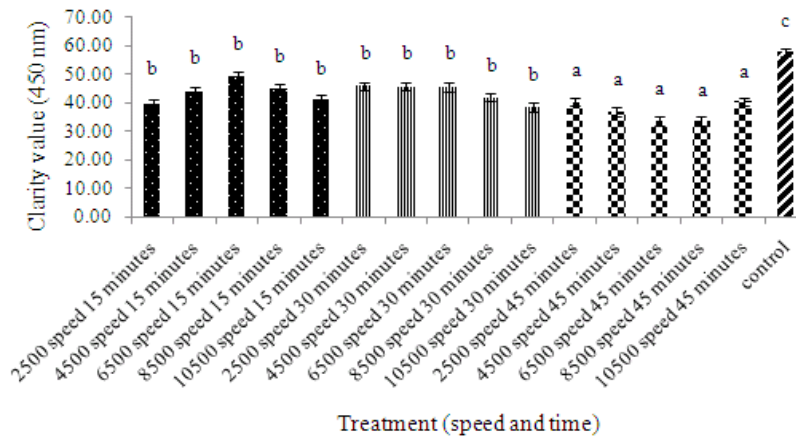 Clarity value (450 nm)
70.00
60.00
50.00
40.00
30.00
20.00
10.00
0.00
b b b b b b b b b b a a a a a c
2500 speed 15 minutes
4500 speed 15 minutes
6500 speed 15 minutes
8500 speed 15 minutes
10500 speed 15 minutes
2500 speed 30 minutes
4500 speed 30 minutes
6500 speed 30 minutes
8500 speed 30 minutes
10500 speed 30 minutes
2500 speed 45 minutes
4500 speed 45 minutes
6500 speed 45 minutes
8500 speed 45 minutes
10500 speed 45 minutes
control
Treatment (speed and time)